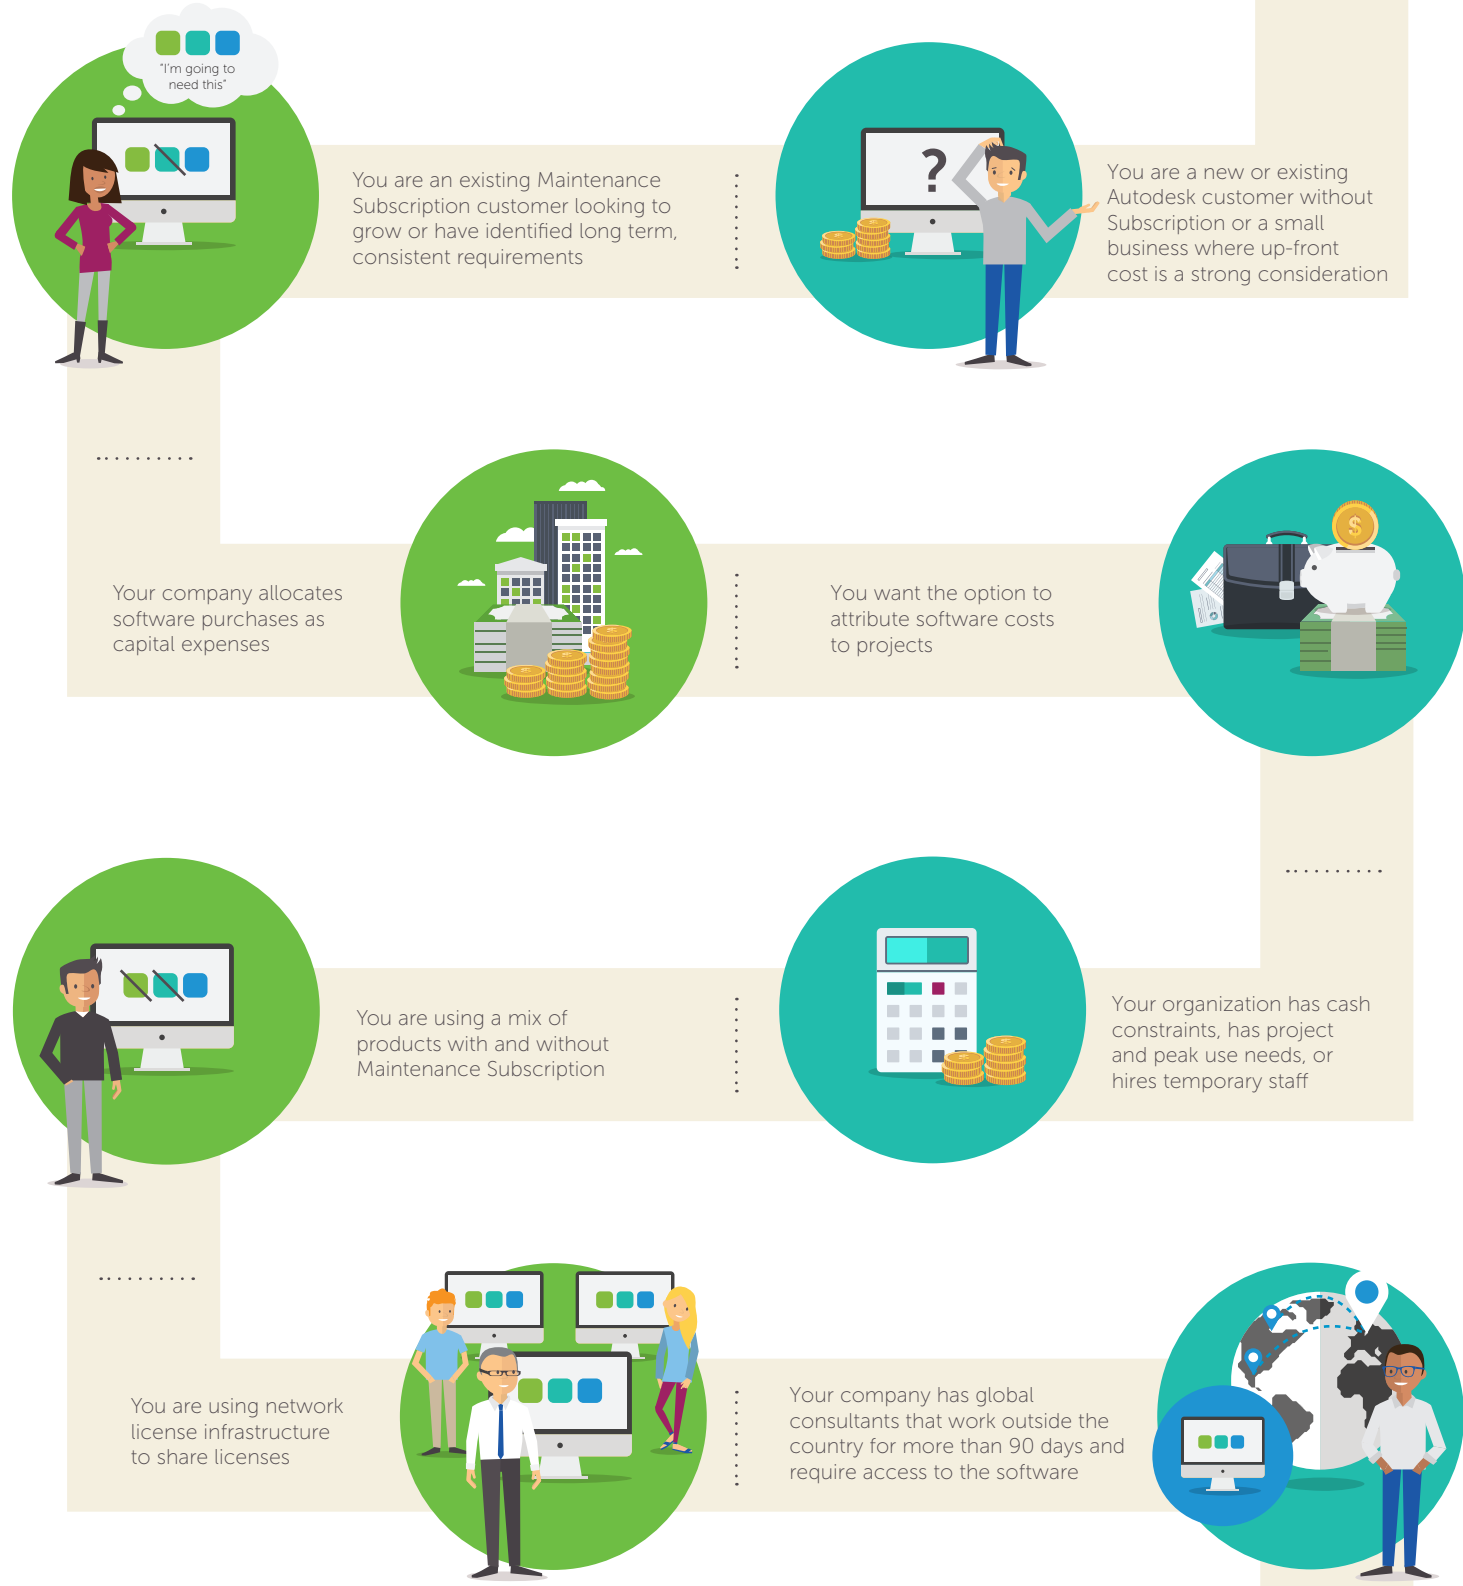 "I'm going to
need this"
You are an existing Maintenance
Subscription customer looking to
grow or have identified long term,
consistent requirements
?
You are a new or existing
Autodesk customer without
Subscription or a small
business where up-front
cost is a strong consideration
Your company allocates
software purchases as
capital expenses
You want the option to
attribute software costs
to projects
$
You are using a mix of
products with and without
Maintenance Subscription
Your organization has cash
constraints, has project
and peak use needs, or
hires temporary staff
You are using network
license infrastructure
to share licenses
Your company has global
consultants that work outside the
country for more than 90 days and
require access to the software